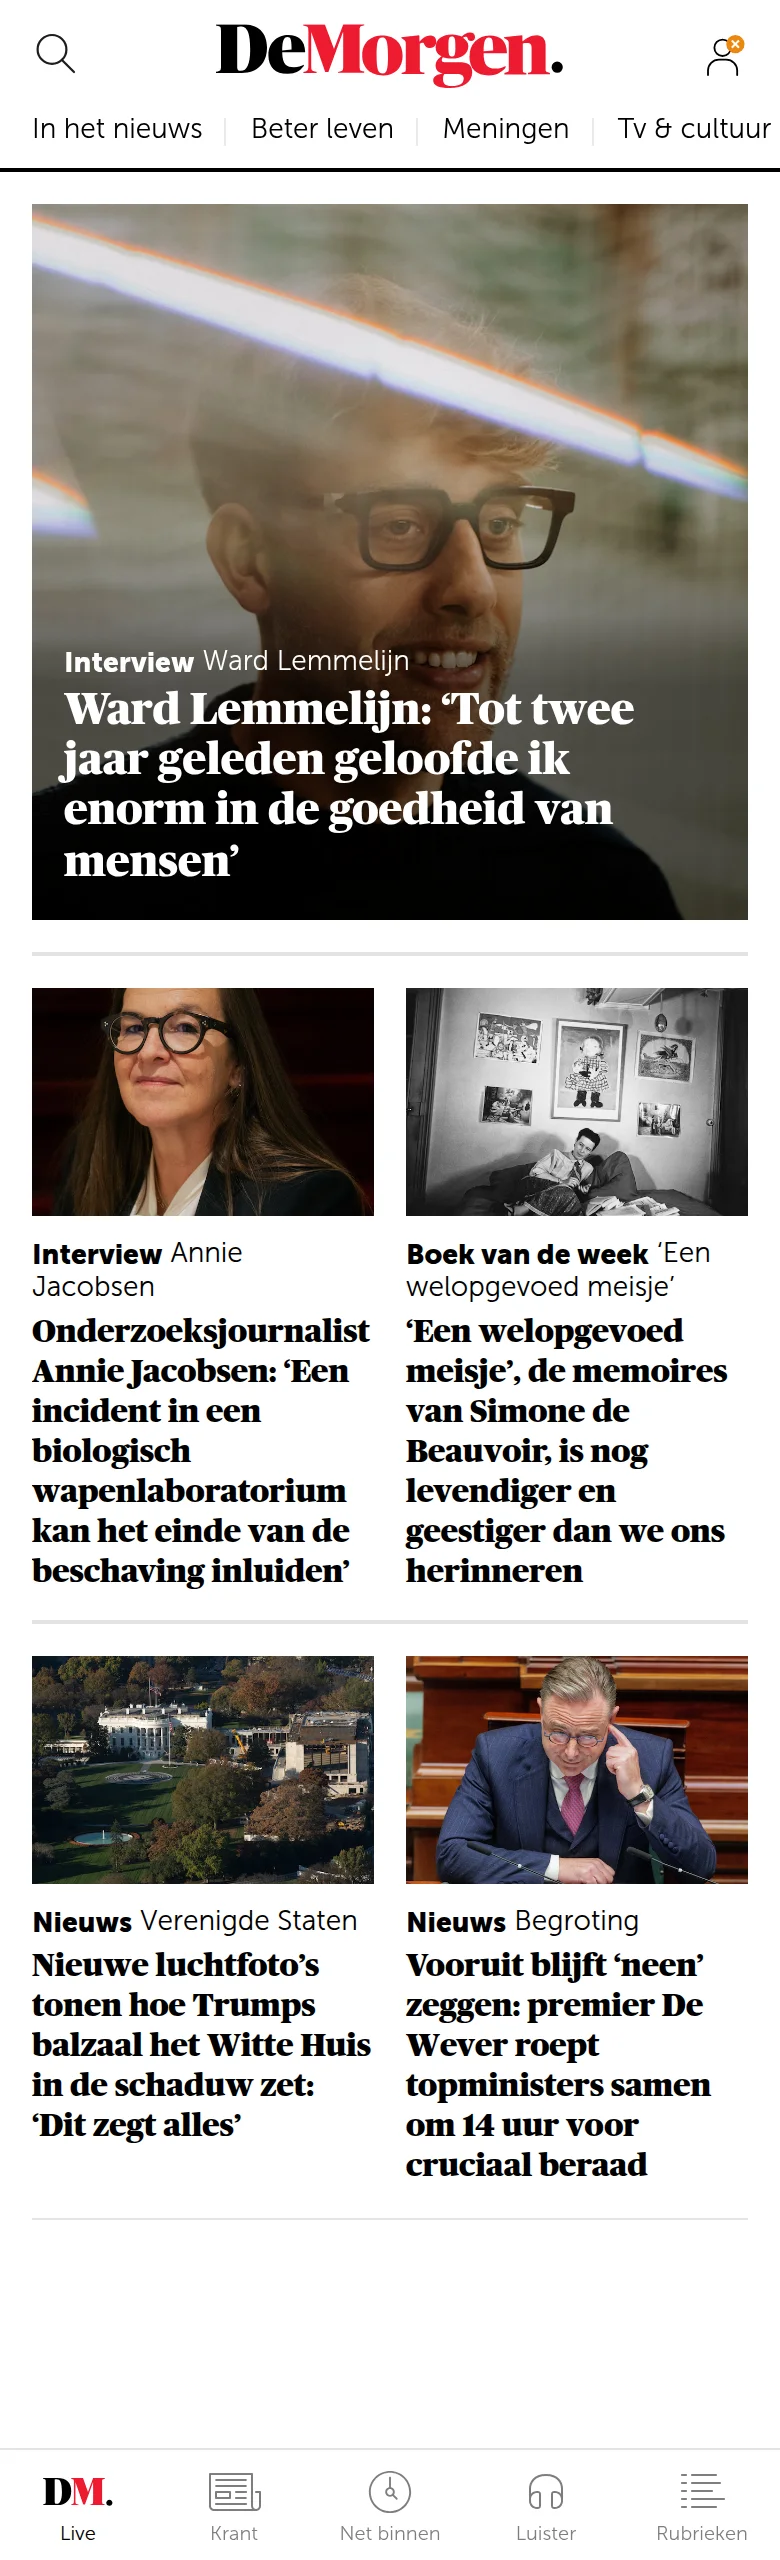 DeMorgen.
In het nieuws
Beter leven
Meningen
Tv & cultuur
Interview Ward Lemmelijn
Ward Lemmelijn: ‘Tot twee
jaar geleden geloofde ik
enorm in de goedheid van
mensen’
Interview Annie
Jacobsen
Onderzoeksjournalist
Annie Jacobsen: ‘Een
incident in een
biologisch
wapenlaboratorium
kan het einde van de
beschaving inluiden’
Boek van de week ‘Een
welopgevoed meisje’
‘Een welopgevoed
meisje’, de memoires
van Simone de
Beauvoir, is nog
levendiger en
geestiger dan we ons
herinneren
Nieuws Verenigde Staten
Nieuwe luchtfoto’s
tonen hoe Trumps
balzaal het Witte Huis
in de schaduw zet:
‘Dit zegt alles’
Nieuws Begroting
Vooruit blijft ‘neen’
zeggen: premier De
Wever roept
topministers samen
om 14 uur voor
cruciaal beraad
DM.
Live
Krant
Net binnen
Luister
Rubrieken